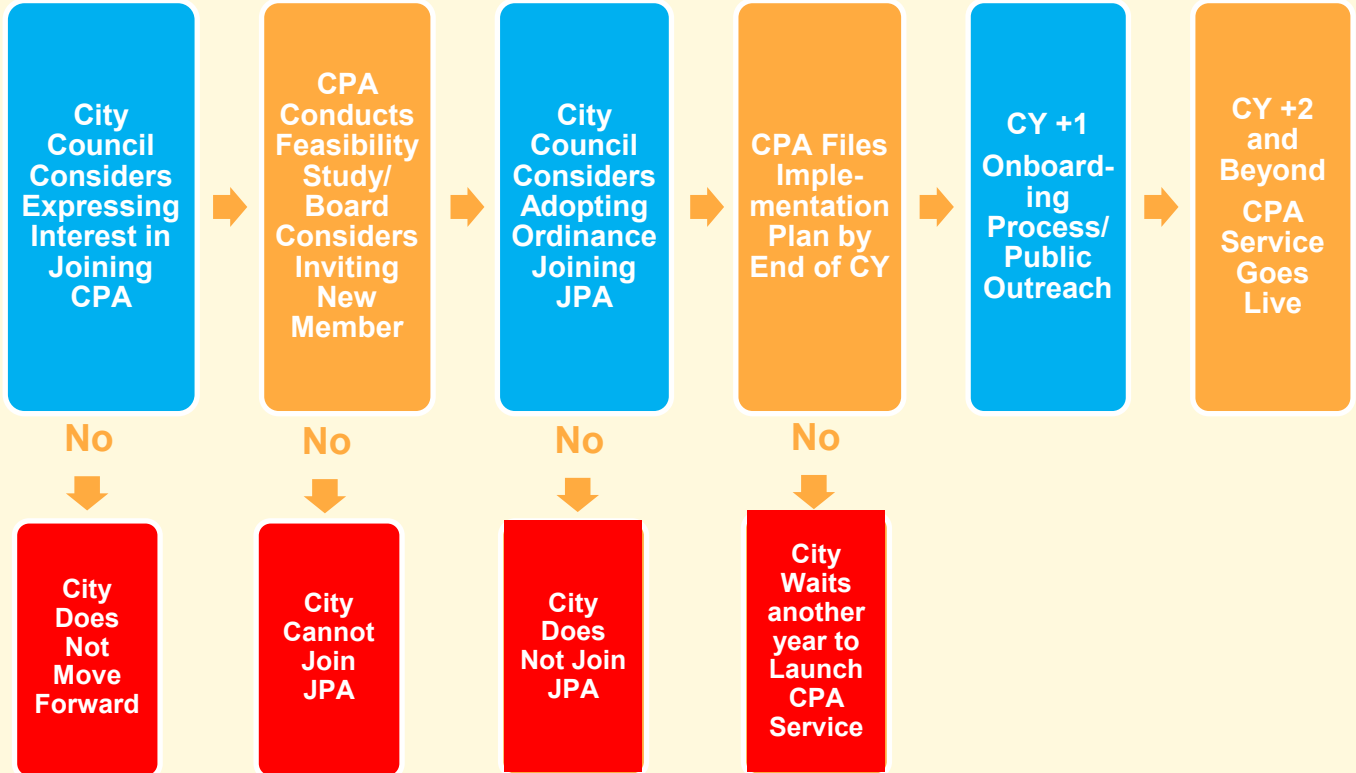 City
Council
Considers
Expressing
Interest in
Joining
CPA
CPA
Conducts
Feasibility
Study/
Board
Considers
Inviting
New
Member
City
Council
Considers
Adopting
Ordinance
Joining
JPA
CPA Files
Imple-
mentation
Plan by
End of CY
CY +1
Onboard-
ing
Process/
Public
Outreach
CY +2
and
Beyond
CPA
Service
Goes
Live
No
No
No
No
City
Does
Not
Move
Forward
City
Cannot
Join
JPA
City
Does
Not Join
JPA
City
Waits
another
year to
Launch
CPA
Service